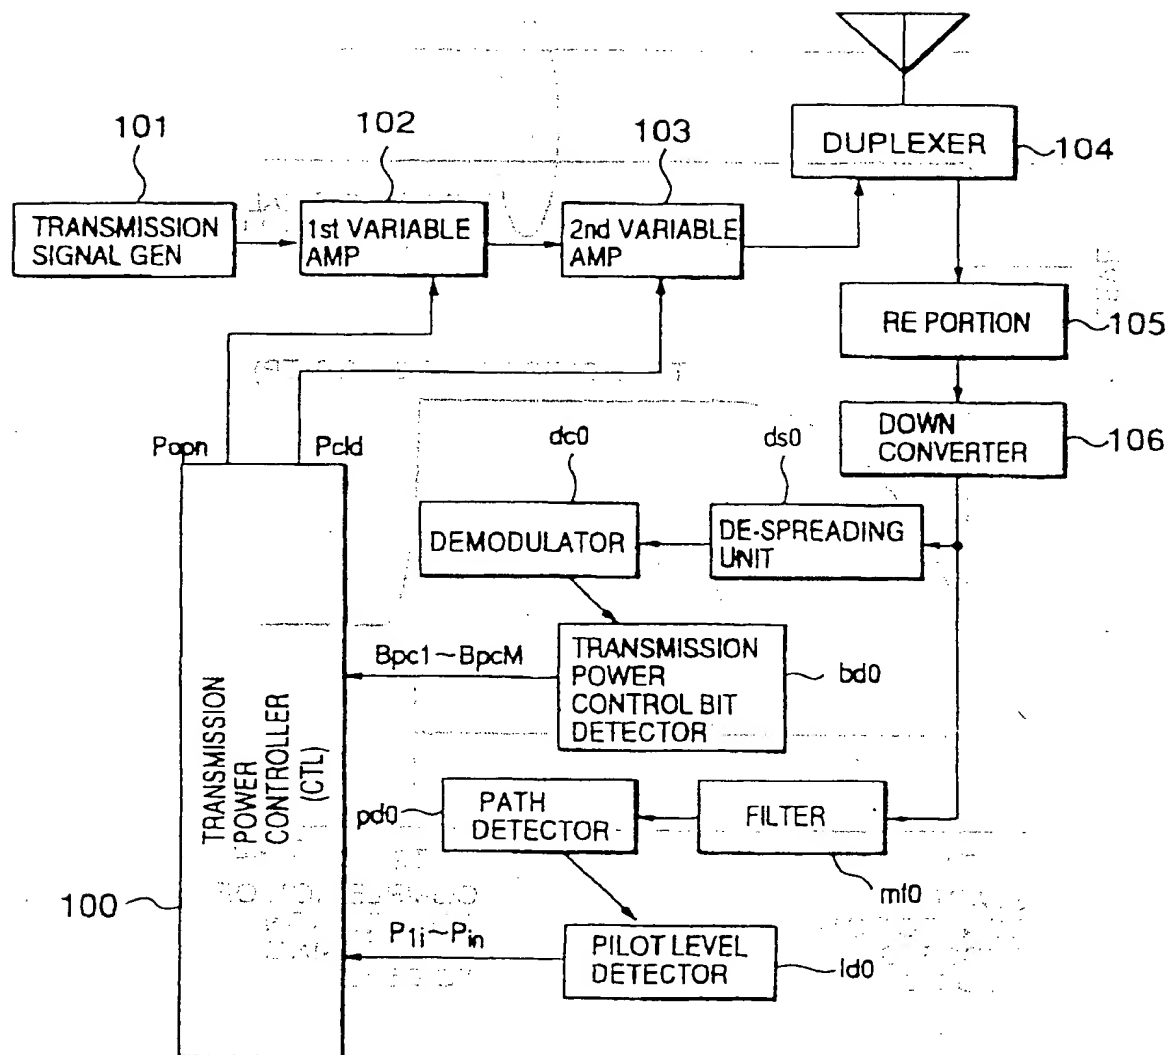 101
102
103
DUPLEXER
104
TRANSMISSION
SIGNAL GEN
1st VARIABLE
AMP
2nd VARIABLE
AMP
RE PORTION
105
DOWN
CONVERTER
106
Popn
Pcld
dc0
ds0
DEMODULATOR
DE-SPREADING
UNIT
Bpc1~BpcM
TRANSMISSION
POWER
CONTROL BIT
DETECTOR
bd0
TRANSMISSION
POWER
CONTROLLER
(CTL)
pd0
PATH
DETECTOR
FILTER
mf0
100
P1i~Pin
PILOT LEVEL
DETECTOR
ld0